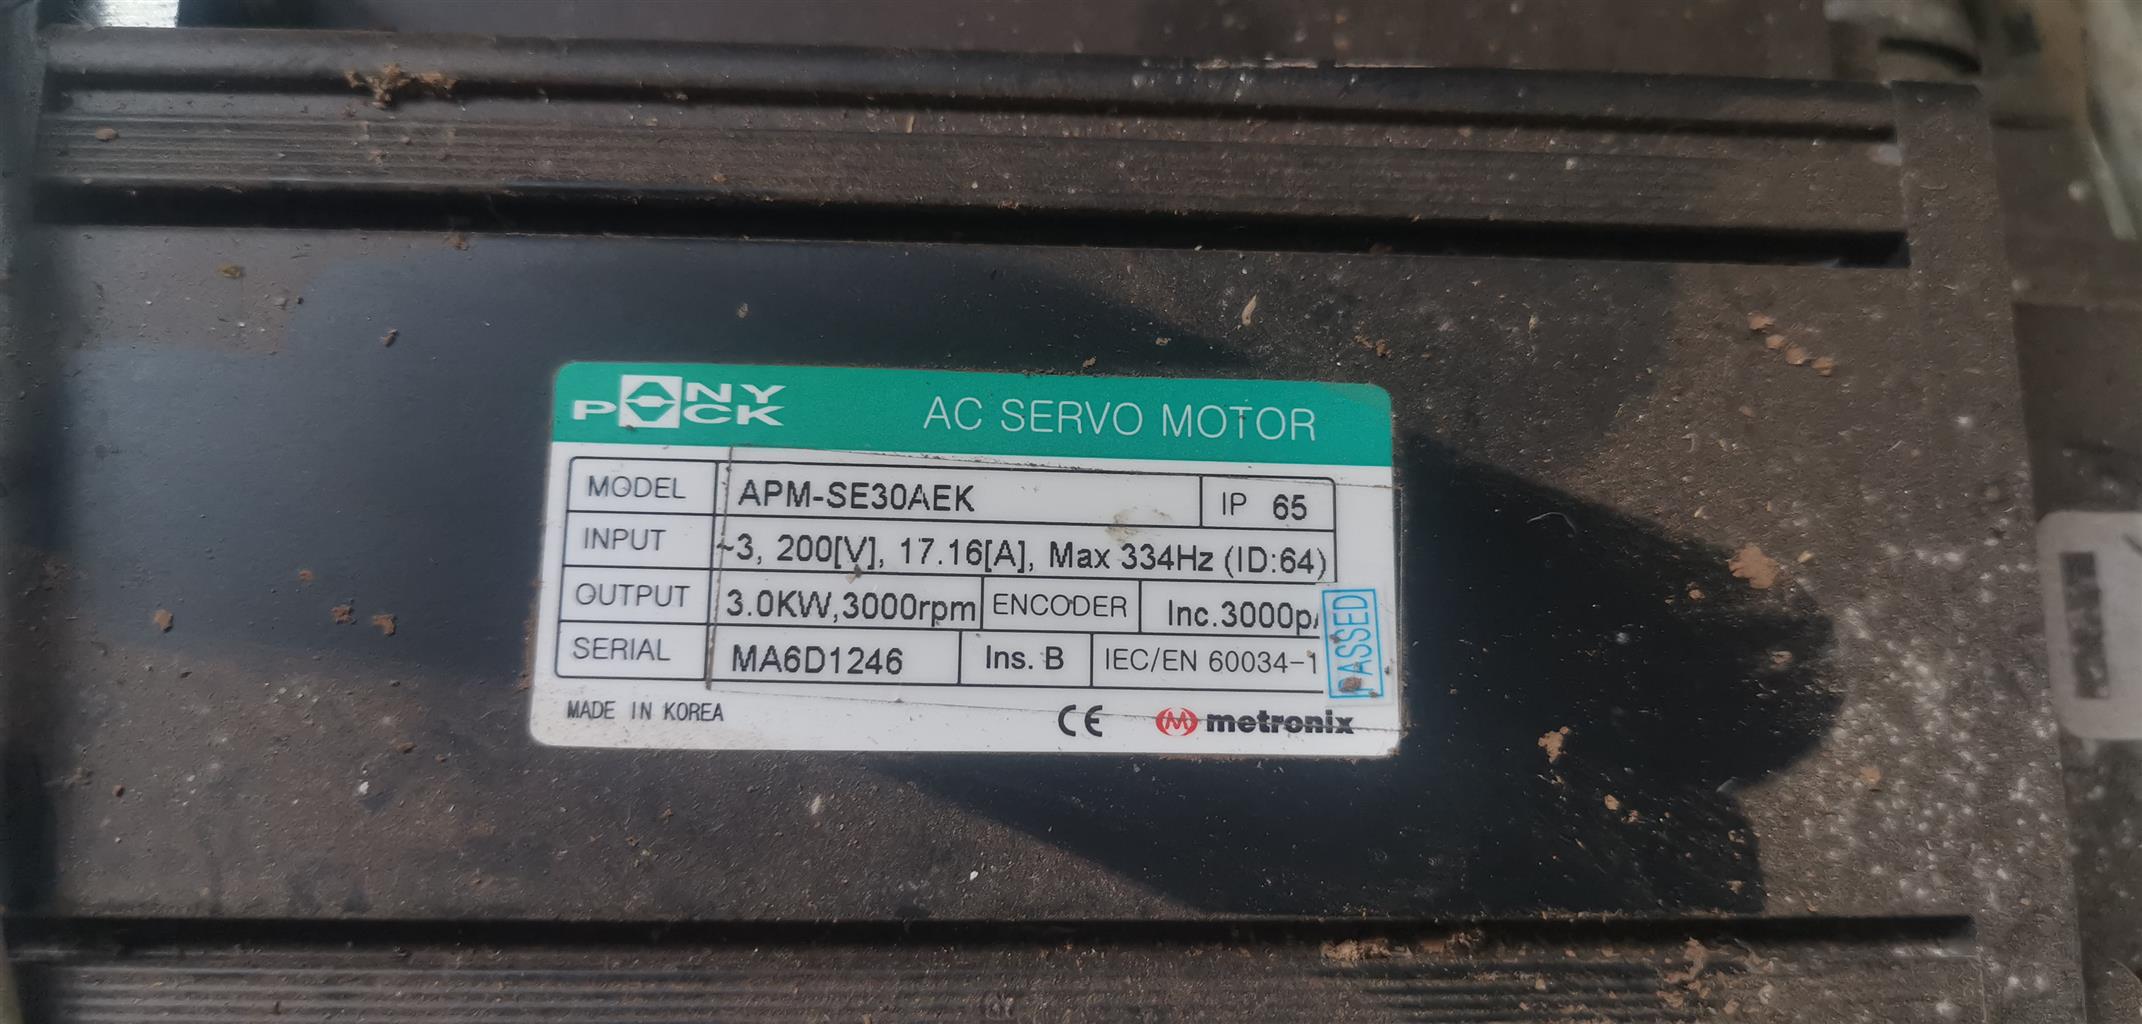 ANY PACK AC SERVO MOTOR
MODEL APM-SE30AEK IP 65
INPUT ~3, 200[V], 17.16[A], Max 334Hz (ID:64)
OUTPUT 3.0KW,3000rpm ENCODER Inc.3000p/
SERIAL MA6D1246 Ins. B IEC/EN 60034-1
PASSED
MADE IN KOREA CE metronix